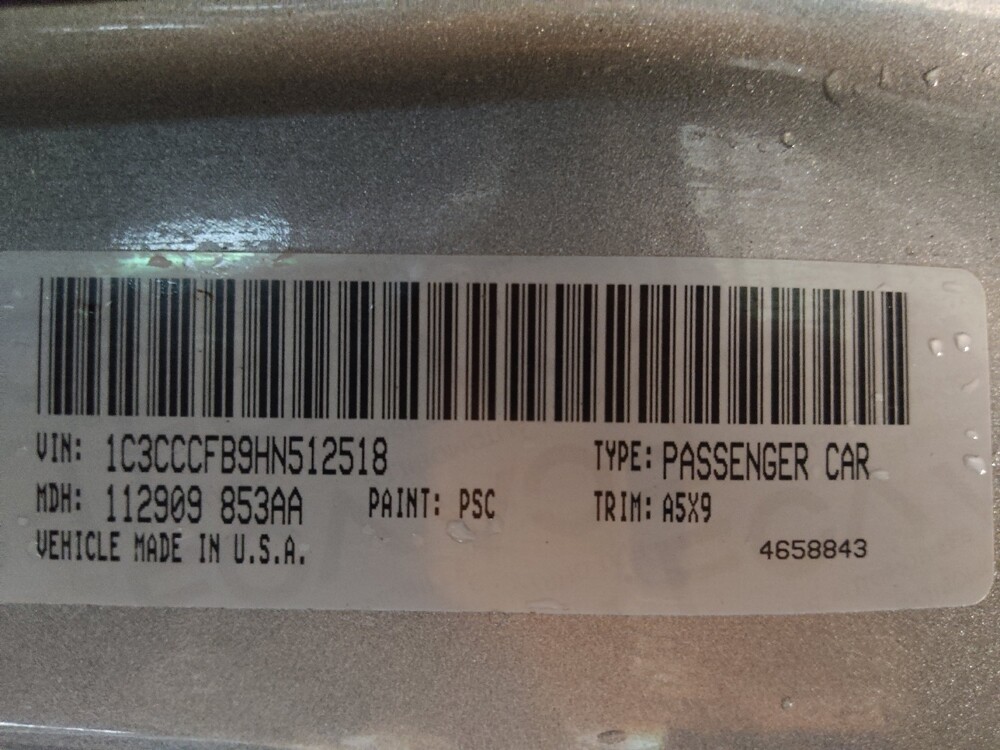 VIN: 1C3CCCFB9HN512518 TYPE: PASSENGER CAR
MDH: 112909 853AA PAINT: PSC TRIM: A5X9
VEHICLE MADE IN U.S.A. 4658843